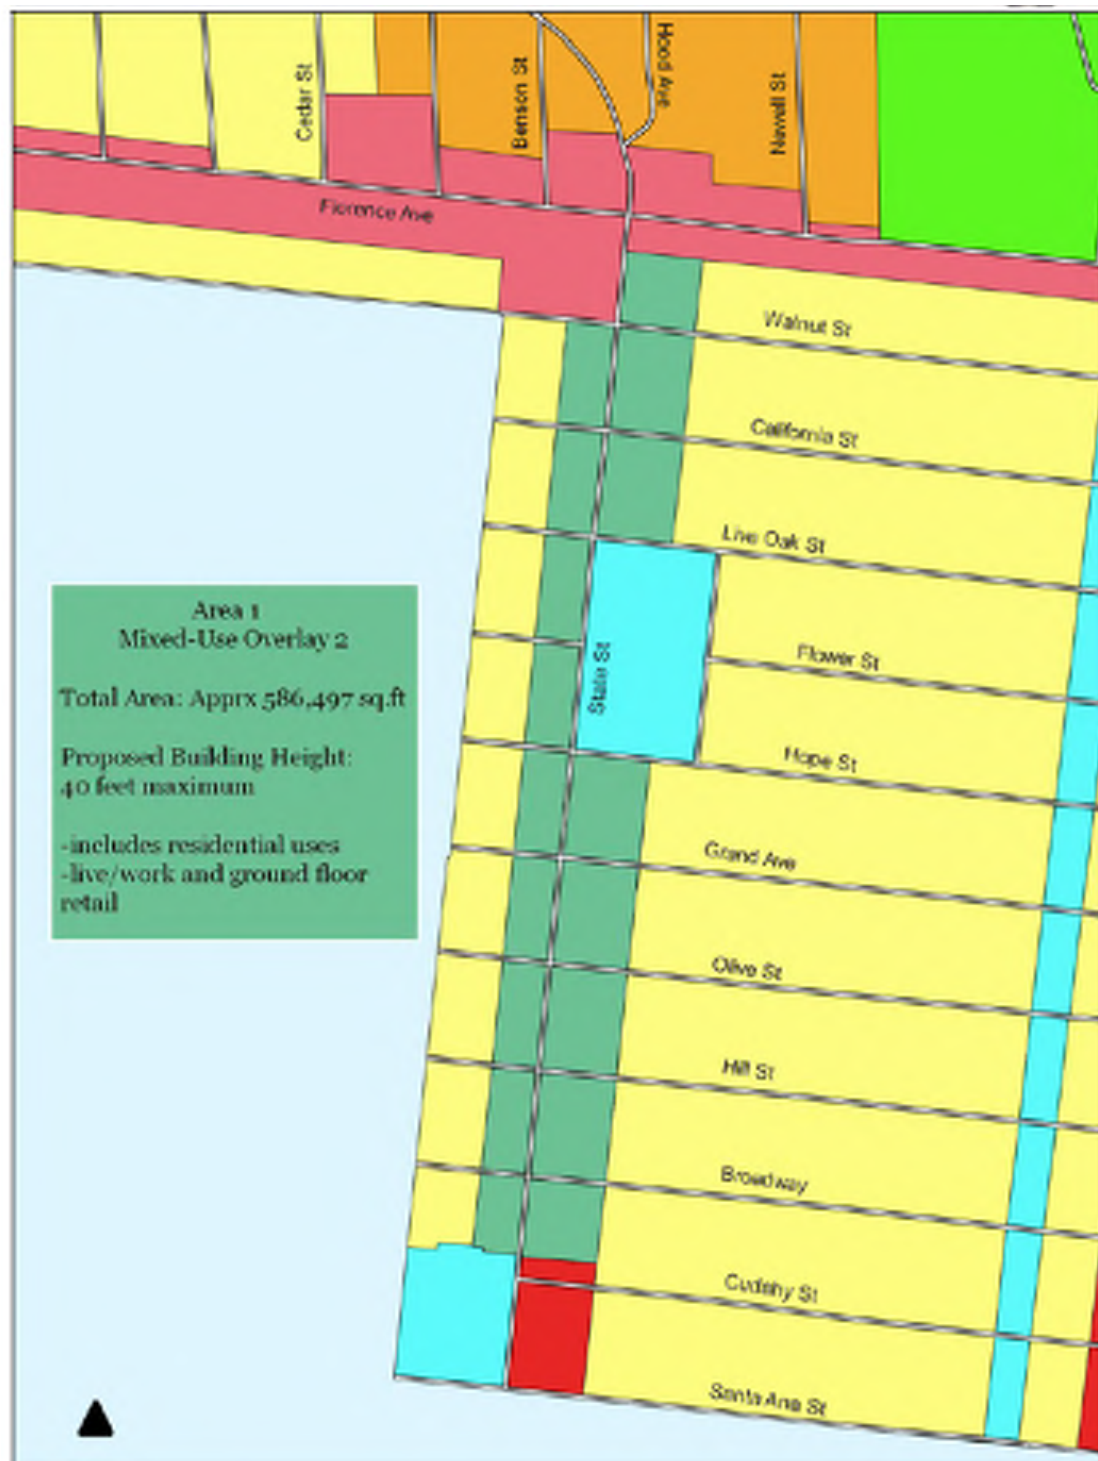 Cedar St
Benson St
Hood Ave
Newell St
Florence Ave
Walnut St
California St
Live Oak St
State St
Flower St
Hope St
Grand Ave
Olive St
Hill St
Broadway
Cudahy St
Santa Ana St
Area 1
Mixed-Use Overlay 2
Total Area: Apprx 586,497 sq.ft
Proposed Building Height:
40 feet maximum
-includes residential uses
-live/work and ground floor
retail